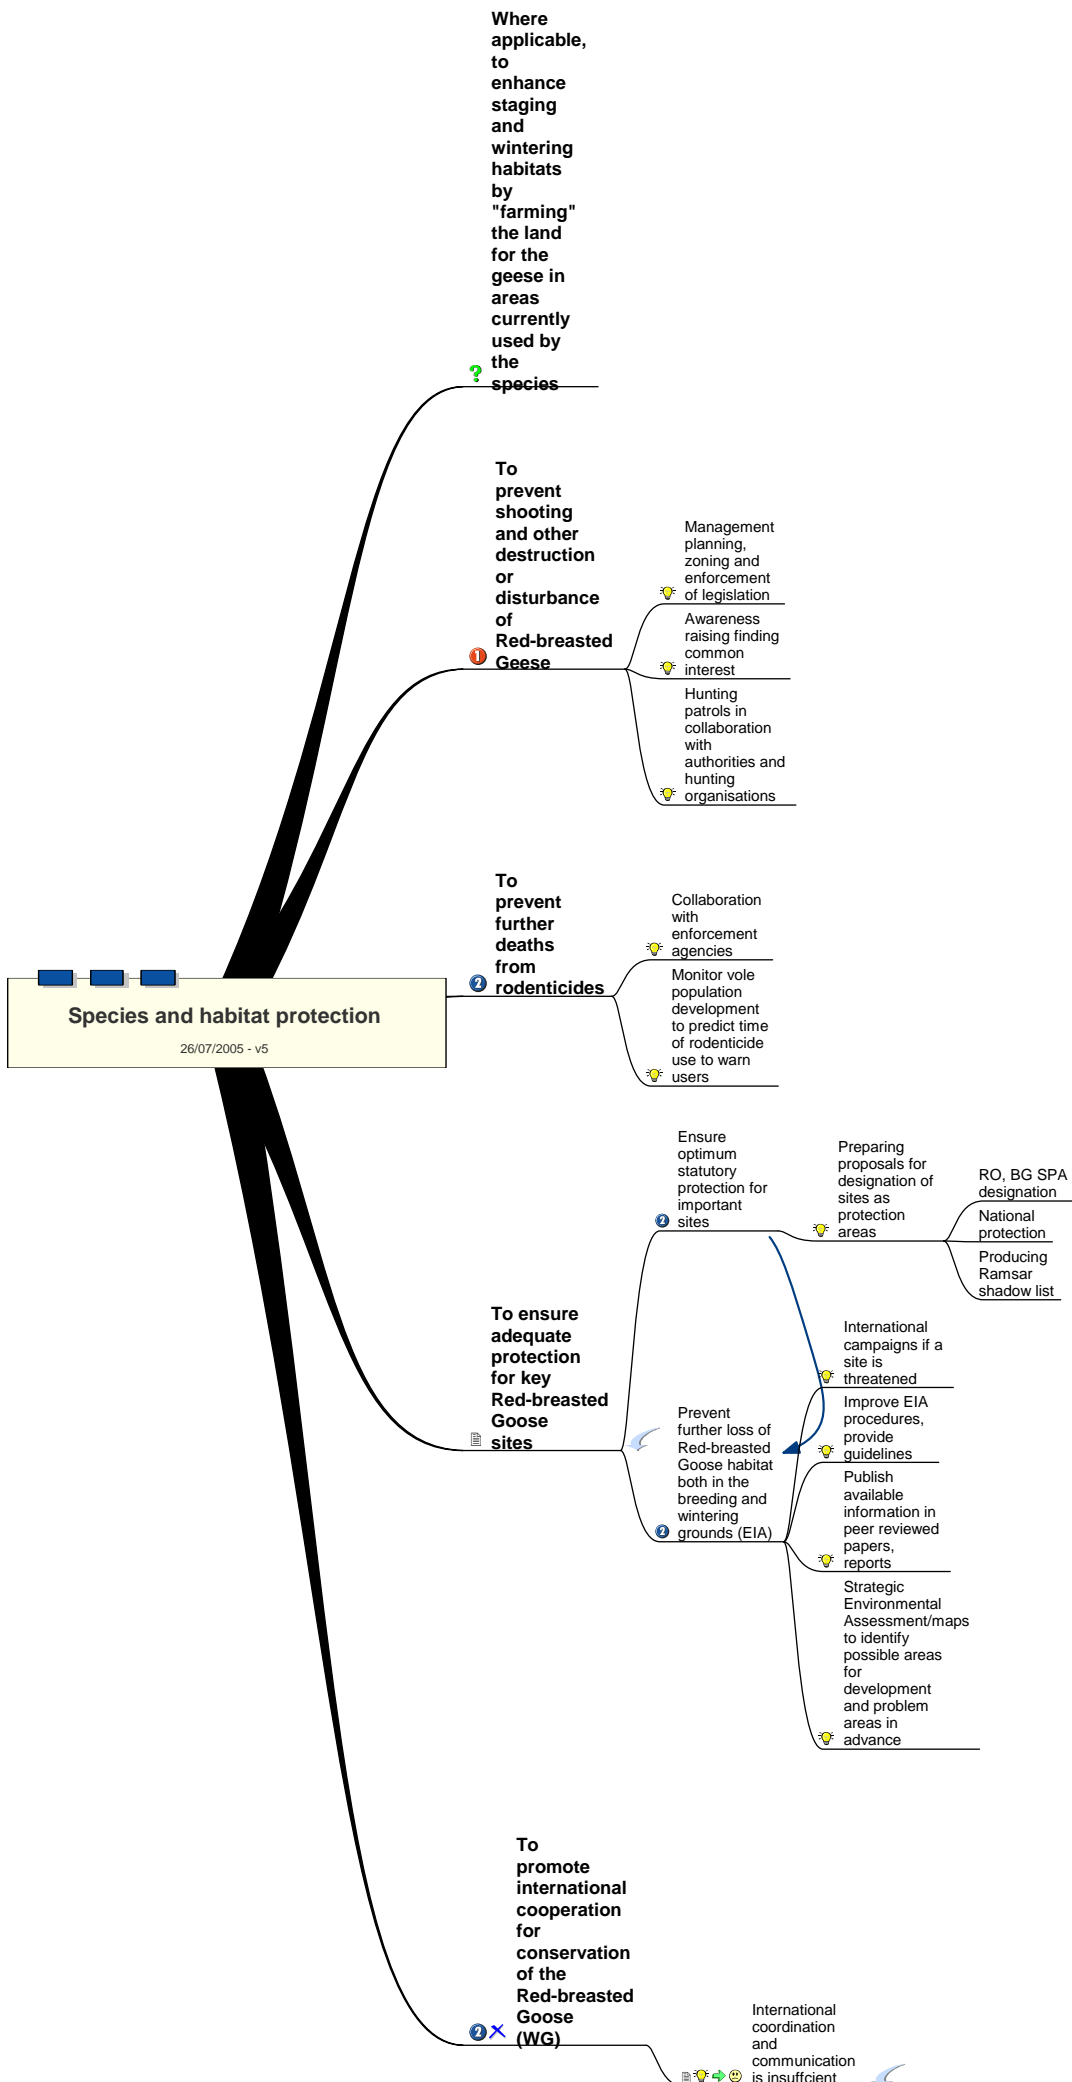 Where
applicable,
to
enhance
staging
and
wintering
habitats
by
"farming"
the land
for the
geese in
areas
currently
used by
the
species
To
prevent
shooting
and other
destruction
or
disturbance
of
Red-breasted
Geese
Management
planning,
zoning and
enforcement
of legislation
Awareness
raising finding
common
interest
Hunting
patrols in
collaboration
with
authorities and
hunting
organisations
To
prevent
further
deaths
from
rodenticides
Collaboration
with
enforcement
agencies
Monitor vole
population
development
to predict time
of rodenticide
use to warn
users
Species and habitat protection
26/07/2005 - v5
To ensure
adequate
protection
for key
Red-breasted
Goose
sites
Ensure
optimum
statutory
protection for
important
sites
Preparing
proposals for
designation of
sites as
protection
areas
RO, BG SPA
designation
National
protection
Producing
Ramsar
shadow list
Prevent
further loss of
Red-breasted
Goose habitat
both in the
breeding and
wintering
grounds (EIA)
International
campaigns if a
site is
threatened
Improve EIA
procedures,
provide
guidelines
Publish
available
information in
peer reviewed
papers,
reports
Strategic
Environmental
Assessment/maps
to identify
possible areas
for
development
and problem
areas in
advance
To
promote
international
cooperation
for
conservation
of the
Red-breasted
Goose
(WG)
International
coordination
and
communication
is insuffcient